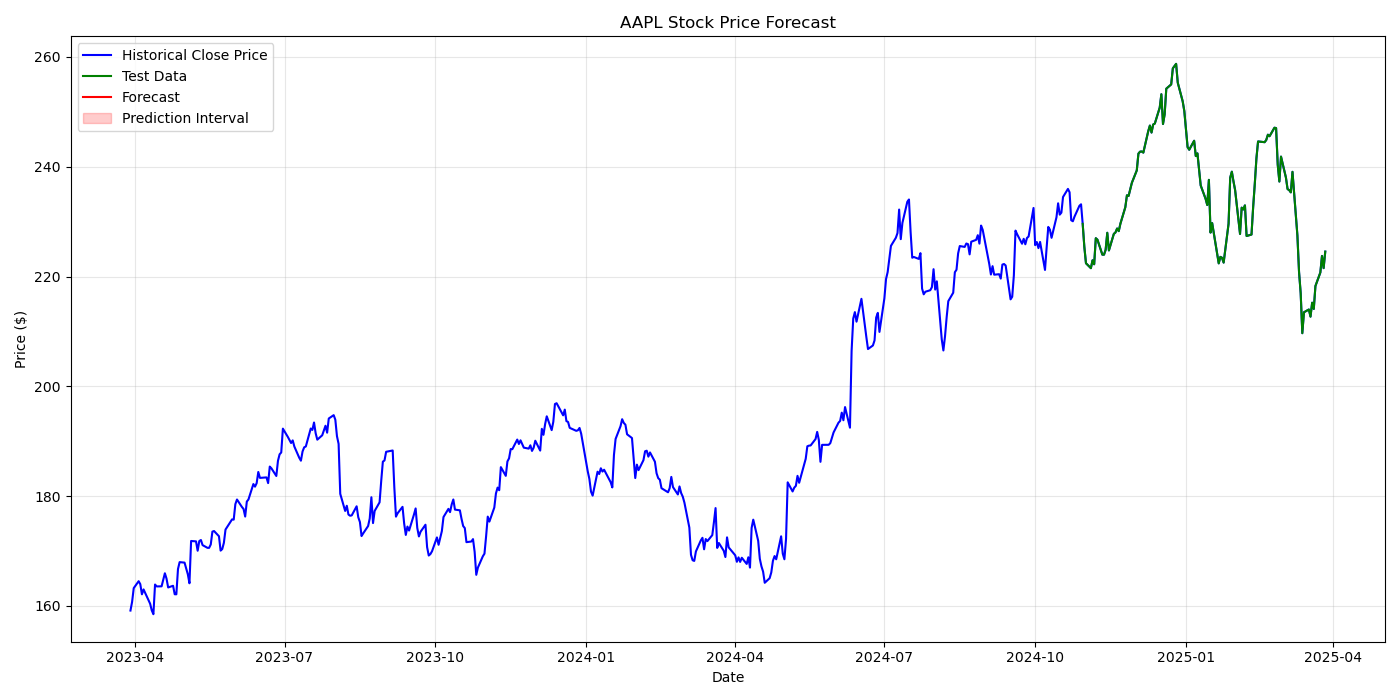 AAPL Stock Price Forecast
Historical Close Price
Test Data
Forecast
Prediction Interval
260
240
220
200
180
160
Price ($)
2023-04 2023-07 2023-10 2024-01 2024-04 2024-07 2024-10 2025-01 2025-04
Date